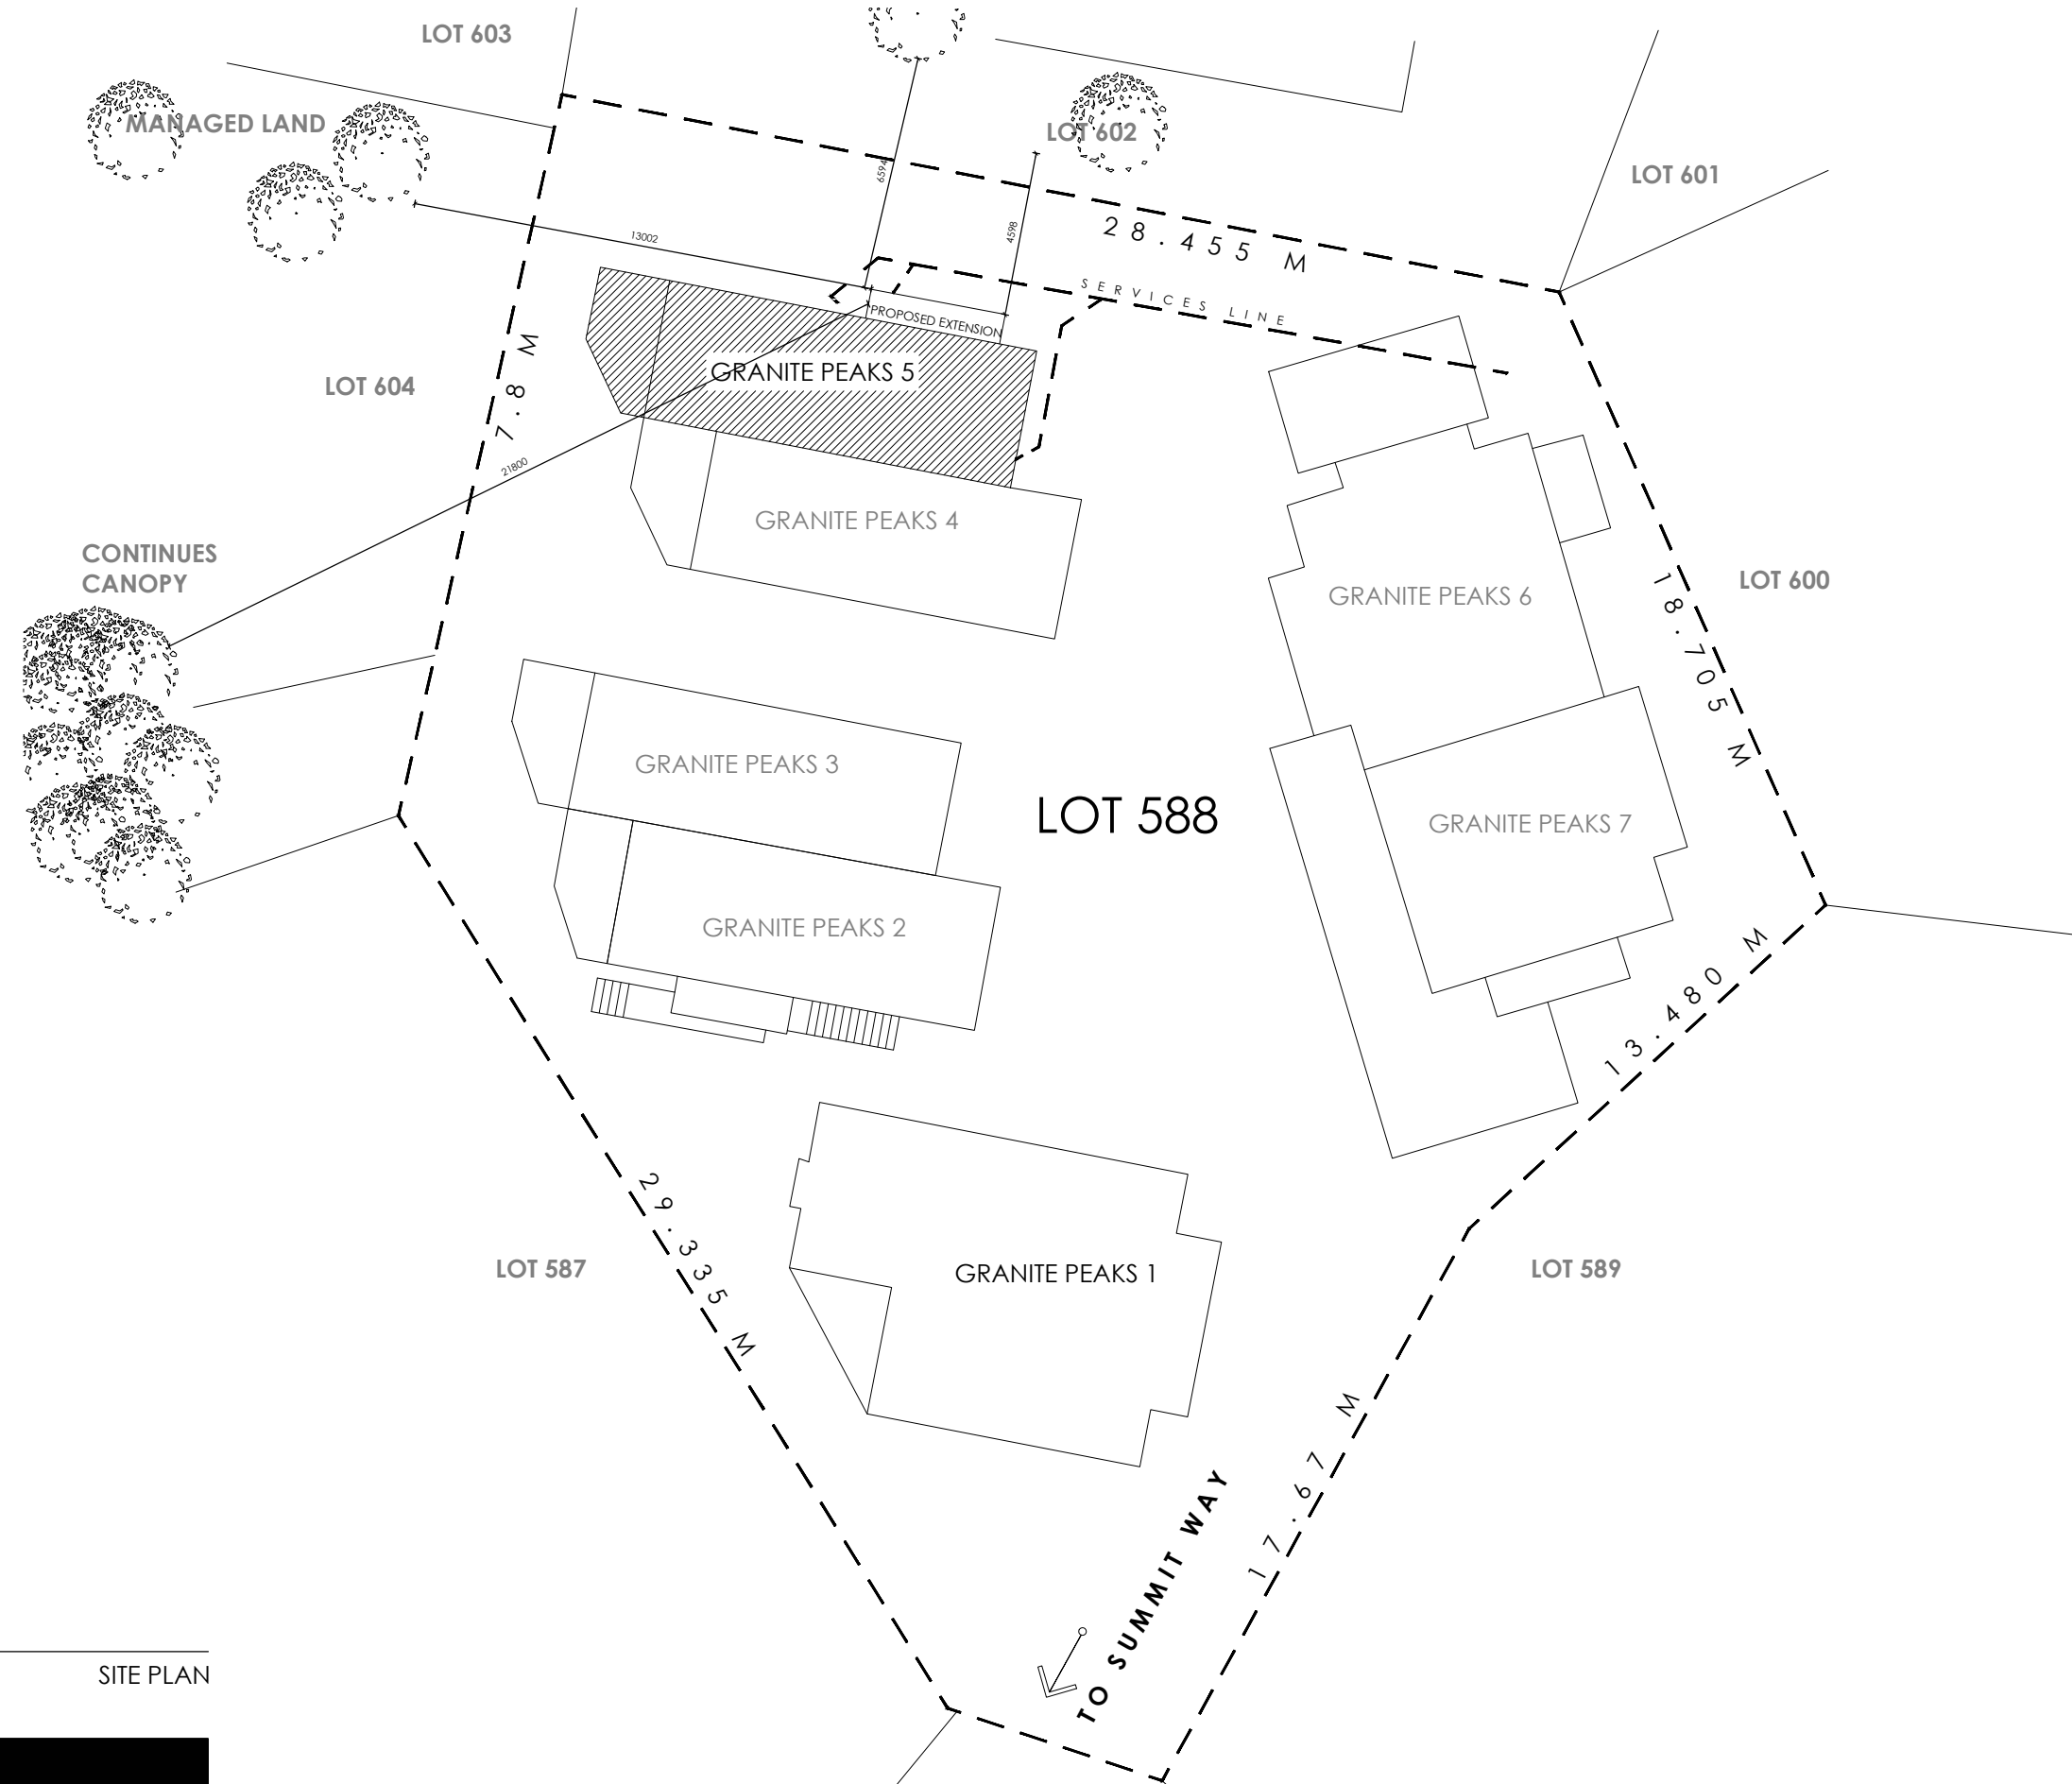 LOT 603
MANAGED LAND
LOT 602
LOT 601
6594
4598
13002
28.455 M
SERVICES LINE
PROPOSED EXTENSION
7.8 M
GRANITE PEAKS 5
LOT 604
21800
GRANITE PEAKS 4
CONTINUES
CANOPY
GRANITE PEAKS 6
LOT 600
18.705 M
GRANITE PEAKS 3
LOT 588
GRANITE PEAKS 7
GRANITE PEAKS 2
13.480 M
29.335 M
LOT 587
GRANITE PEAKS 1
LOT 589
17.67 M
TO SUMMIT WAY
SITE PLAN